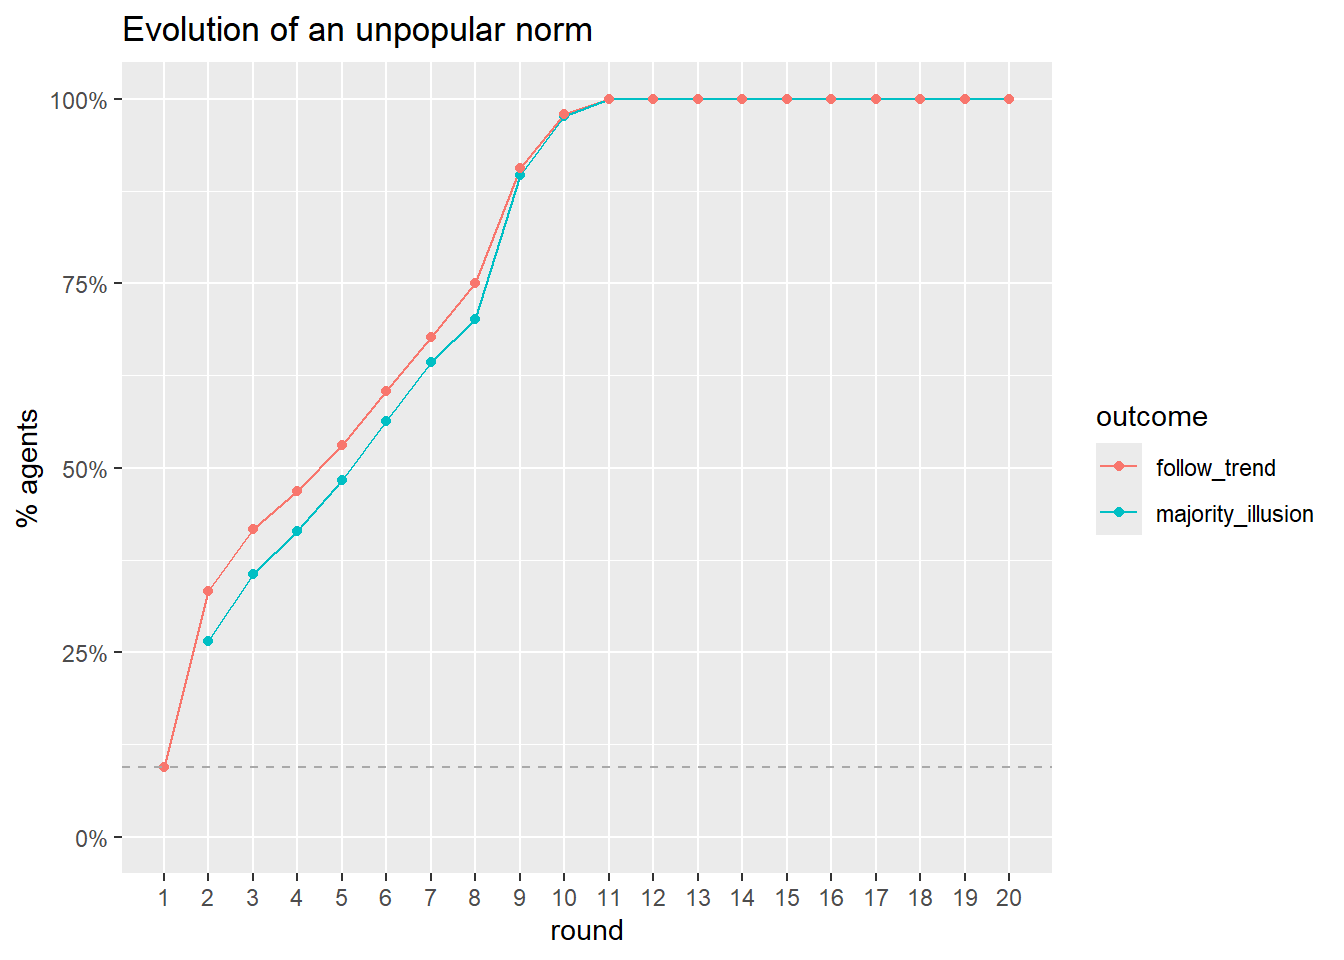 Evolution of an unpopular norm
100%
75%
50%
25%
0%
% agents
1 2 3 4 5 6 7 8 9 10 11 12 13 14 15 16 17 18 19 20
round
outcome
follow_trend
majority_illusion